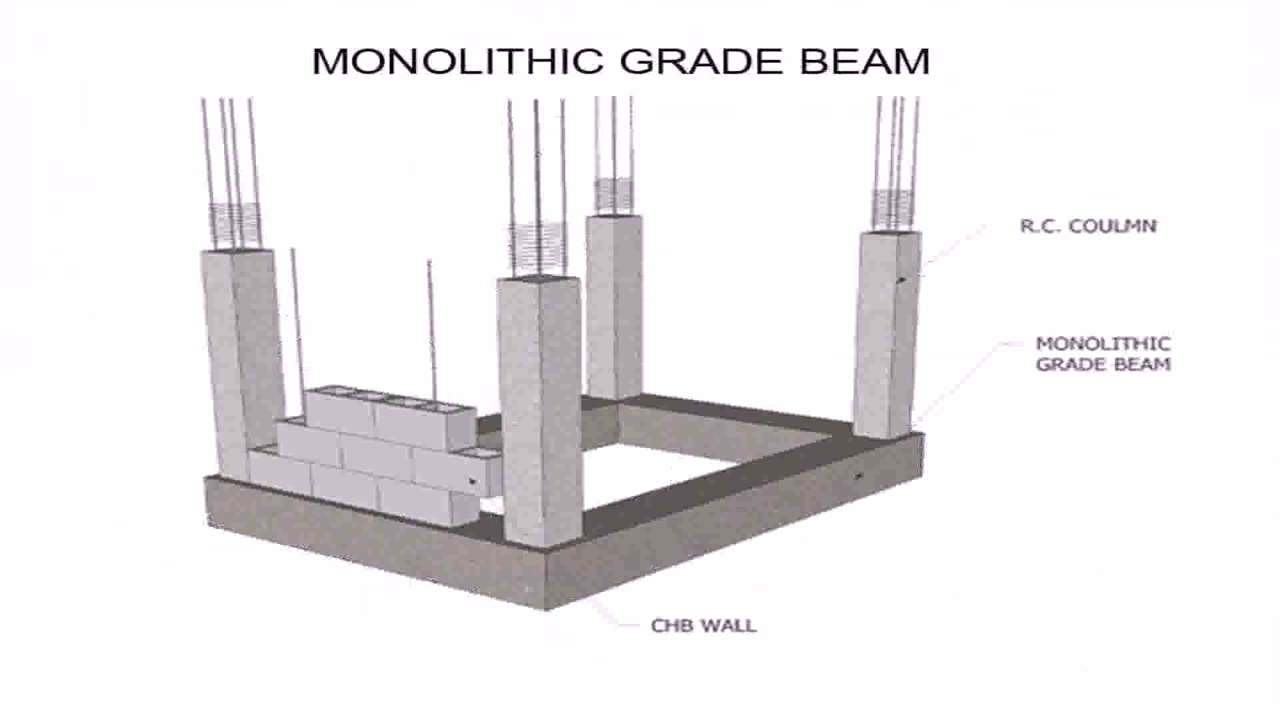 MONOLITHIC GRADE BEAM
R.C. COULMN
MONOLITHIC
GRADE BEAM
CHB WALL